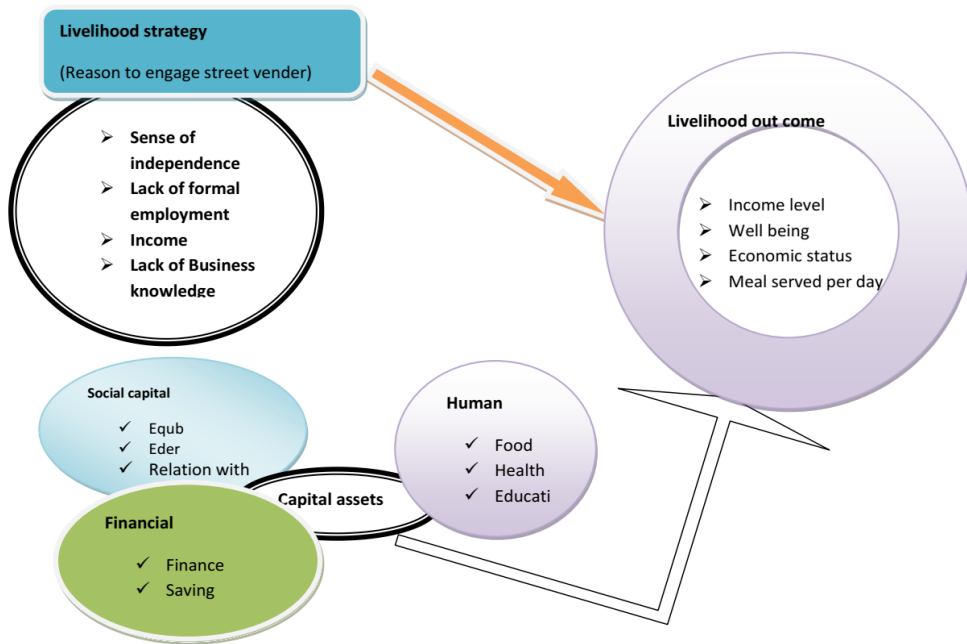 Livelihood strategy
(Reason to engage street vender)
➢ Sense of
independence
➢ Lack of formal
employment
➢ Income
➢ Lack of Business
knowledge
Livelihood out come
➢ Income level
➢ Well being
➢ Economic status
➢ Meal served per day
Social capital
✓ Equb
✓ Eder
✓ Relation with
Human
✓ Food
✓ Health
✓ Educati
Capital assets
Financial
✓ Finance
✓ Saving